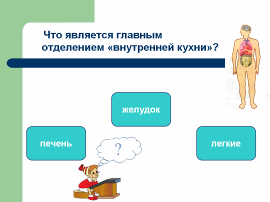 Что является главным
отделением «внутренней кухни»?
желудок
печень
?
легкие